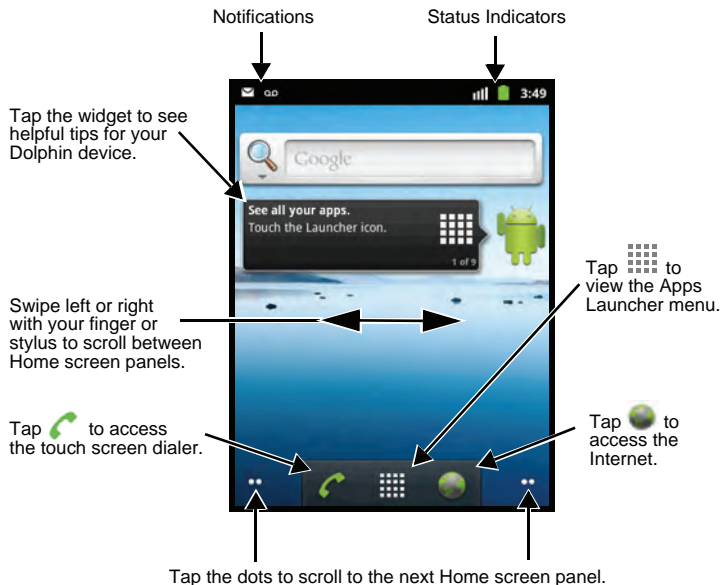 Notifications
Status Indicators
3:49
Tap the widget to see
helpful tips for your
Dolphin device.
Google
See all your apps.
Touch the Launcher icon.
1 of 9
Tap to
view the Apps
Launcher menu.
Swipe left or right
with your finger or
stylus to scroll between
Home screen panels.
Tap to access
the touch screen dialer.
Tap to
access the
Internet.
Tap the dots to scroll to the next Home screen panel.